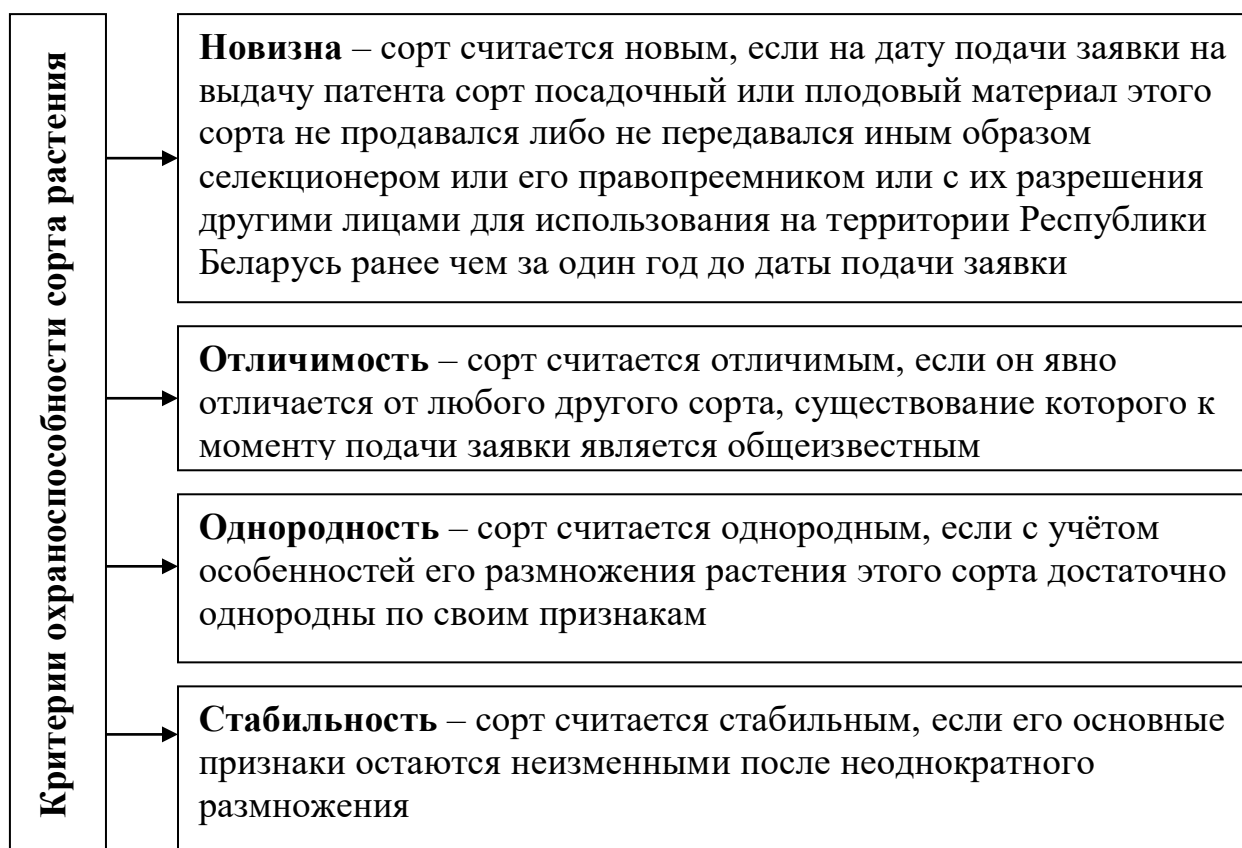 Критерии охраноспособности сорта растения
Новизна – сорт считается новым, если на дату подачи заявки на
выдачу патента сорт посадочный или плодовый материал этого
сорта не продавался либо не передавался иным образом
селекционером или его правопреемником или с их разрешения
другими лицами для использования на территории Республики
Беларусь ранее чем за один год до даты подачи заявки
Отличимость – сорт считается отличимым, если он явно
отличается от любого другого сорта, существование которого к
моменту подачи заявки является общеизвестным
Однородность – сорт считается однородным, если с учётом
особенностей его размножения растения этого сорта достаточно
однородны по своим признакам
Стабильность – сорт считается стабильным, если его основные
признаки остаются неизменными после неоднократного
размножения